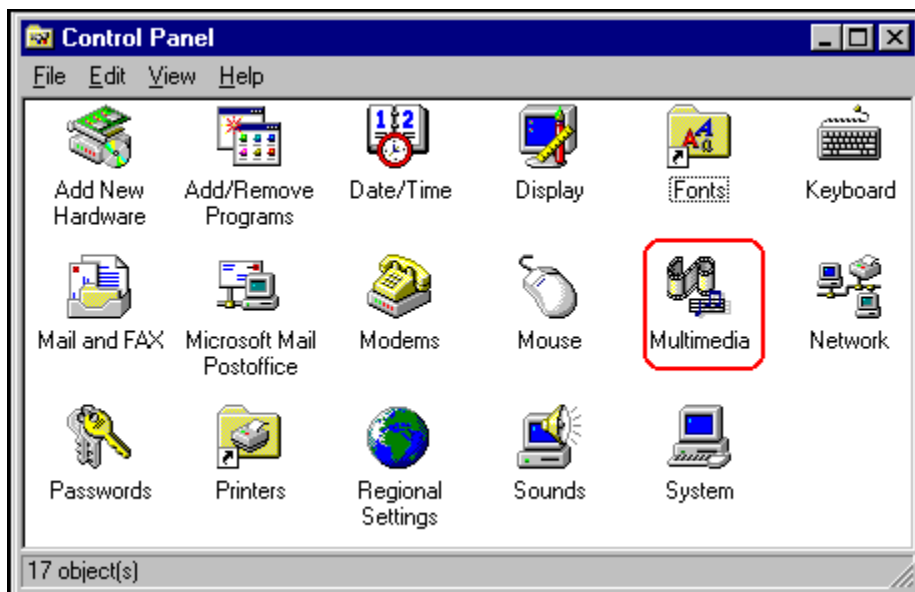 Control Panel
File Edit View Help
Add New Hardware
Add/Remove Programs
Date/Time
Display
Fonts
Keyboard
Mail and FAX
Microsoft Mail Postoffice
Modems
Mouse
Multimedia
Network
Passwords
Printers
Regional Settings
Sounds
System
17 object(s)